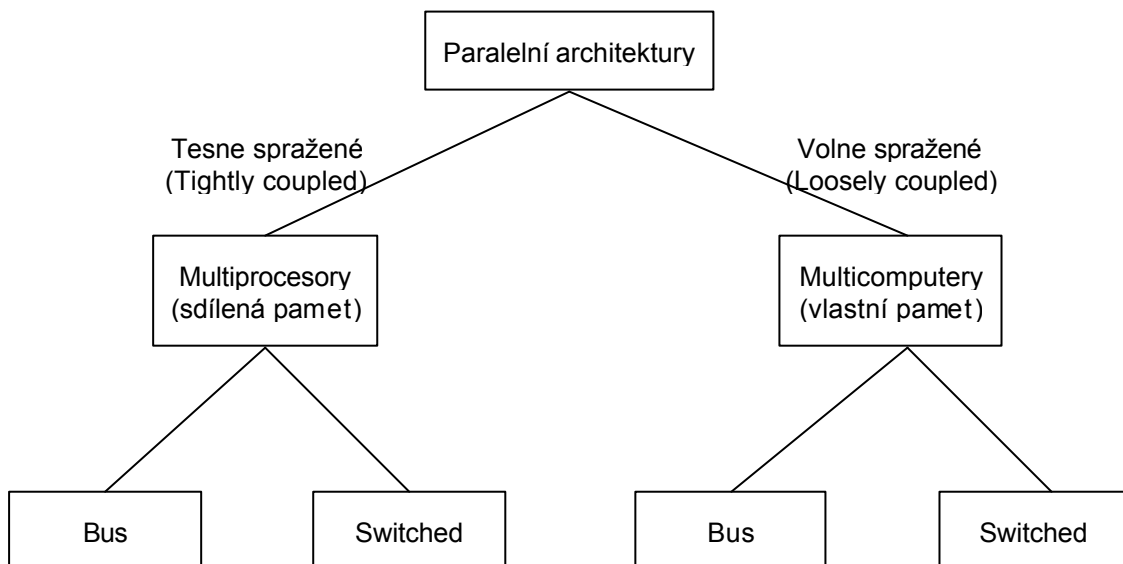 Paralelní architektury
Tesne spražené
(Tightly coupled)
Volne spražené
(Loosely coupled)
Multiprocesory
(sdílená pamet)
Multicomputery
(vlastní pamet)
Bus
Switched
Bus
Switched